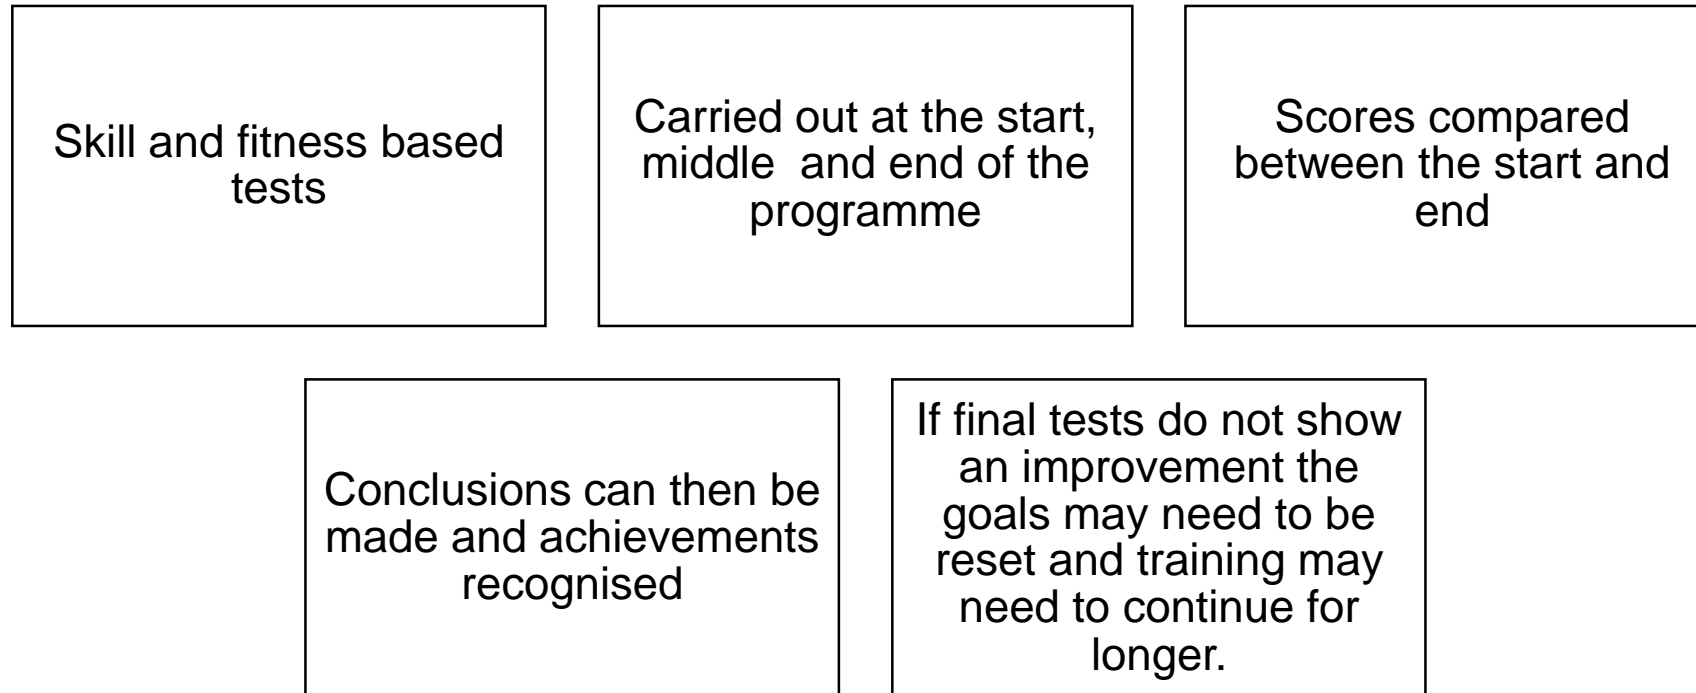 Skill and fitness based
tests
Carried out at the start,
middle  and end of the
programme
Scores compared
between the start and
end
Conclusions can then be
made and achievements
recognised
If final tests do not show
an improvement the
goals may need to be
reset and training may
need to continue for
longer.